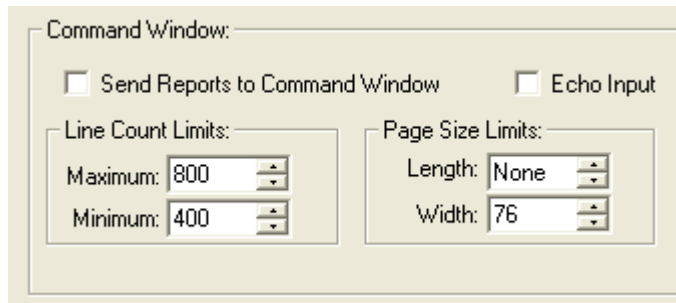 Command Window:
Send Reports to Command Window
Echo Input
Line Count Limits:
Maximum: 800
Minimum: 400
Page Size Limits:
Length: None
Width: 76